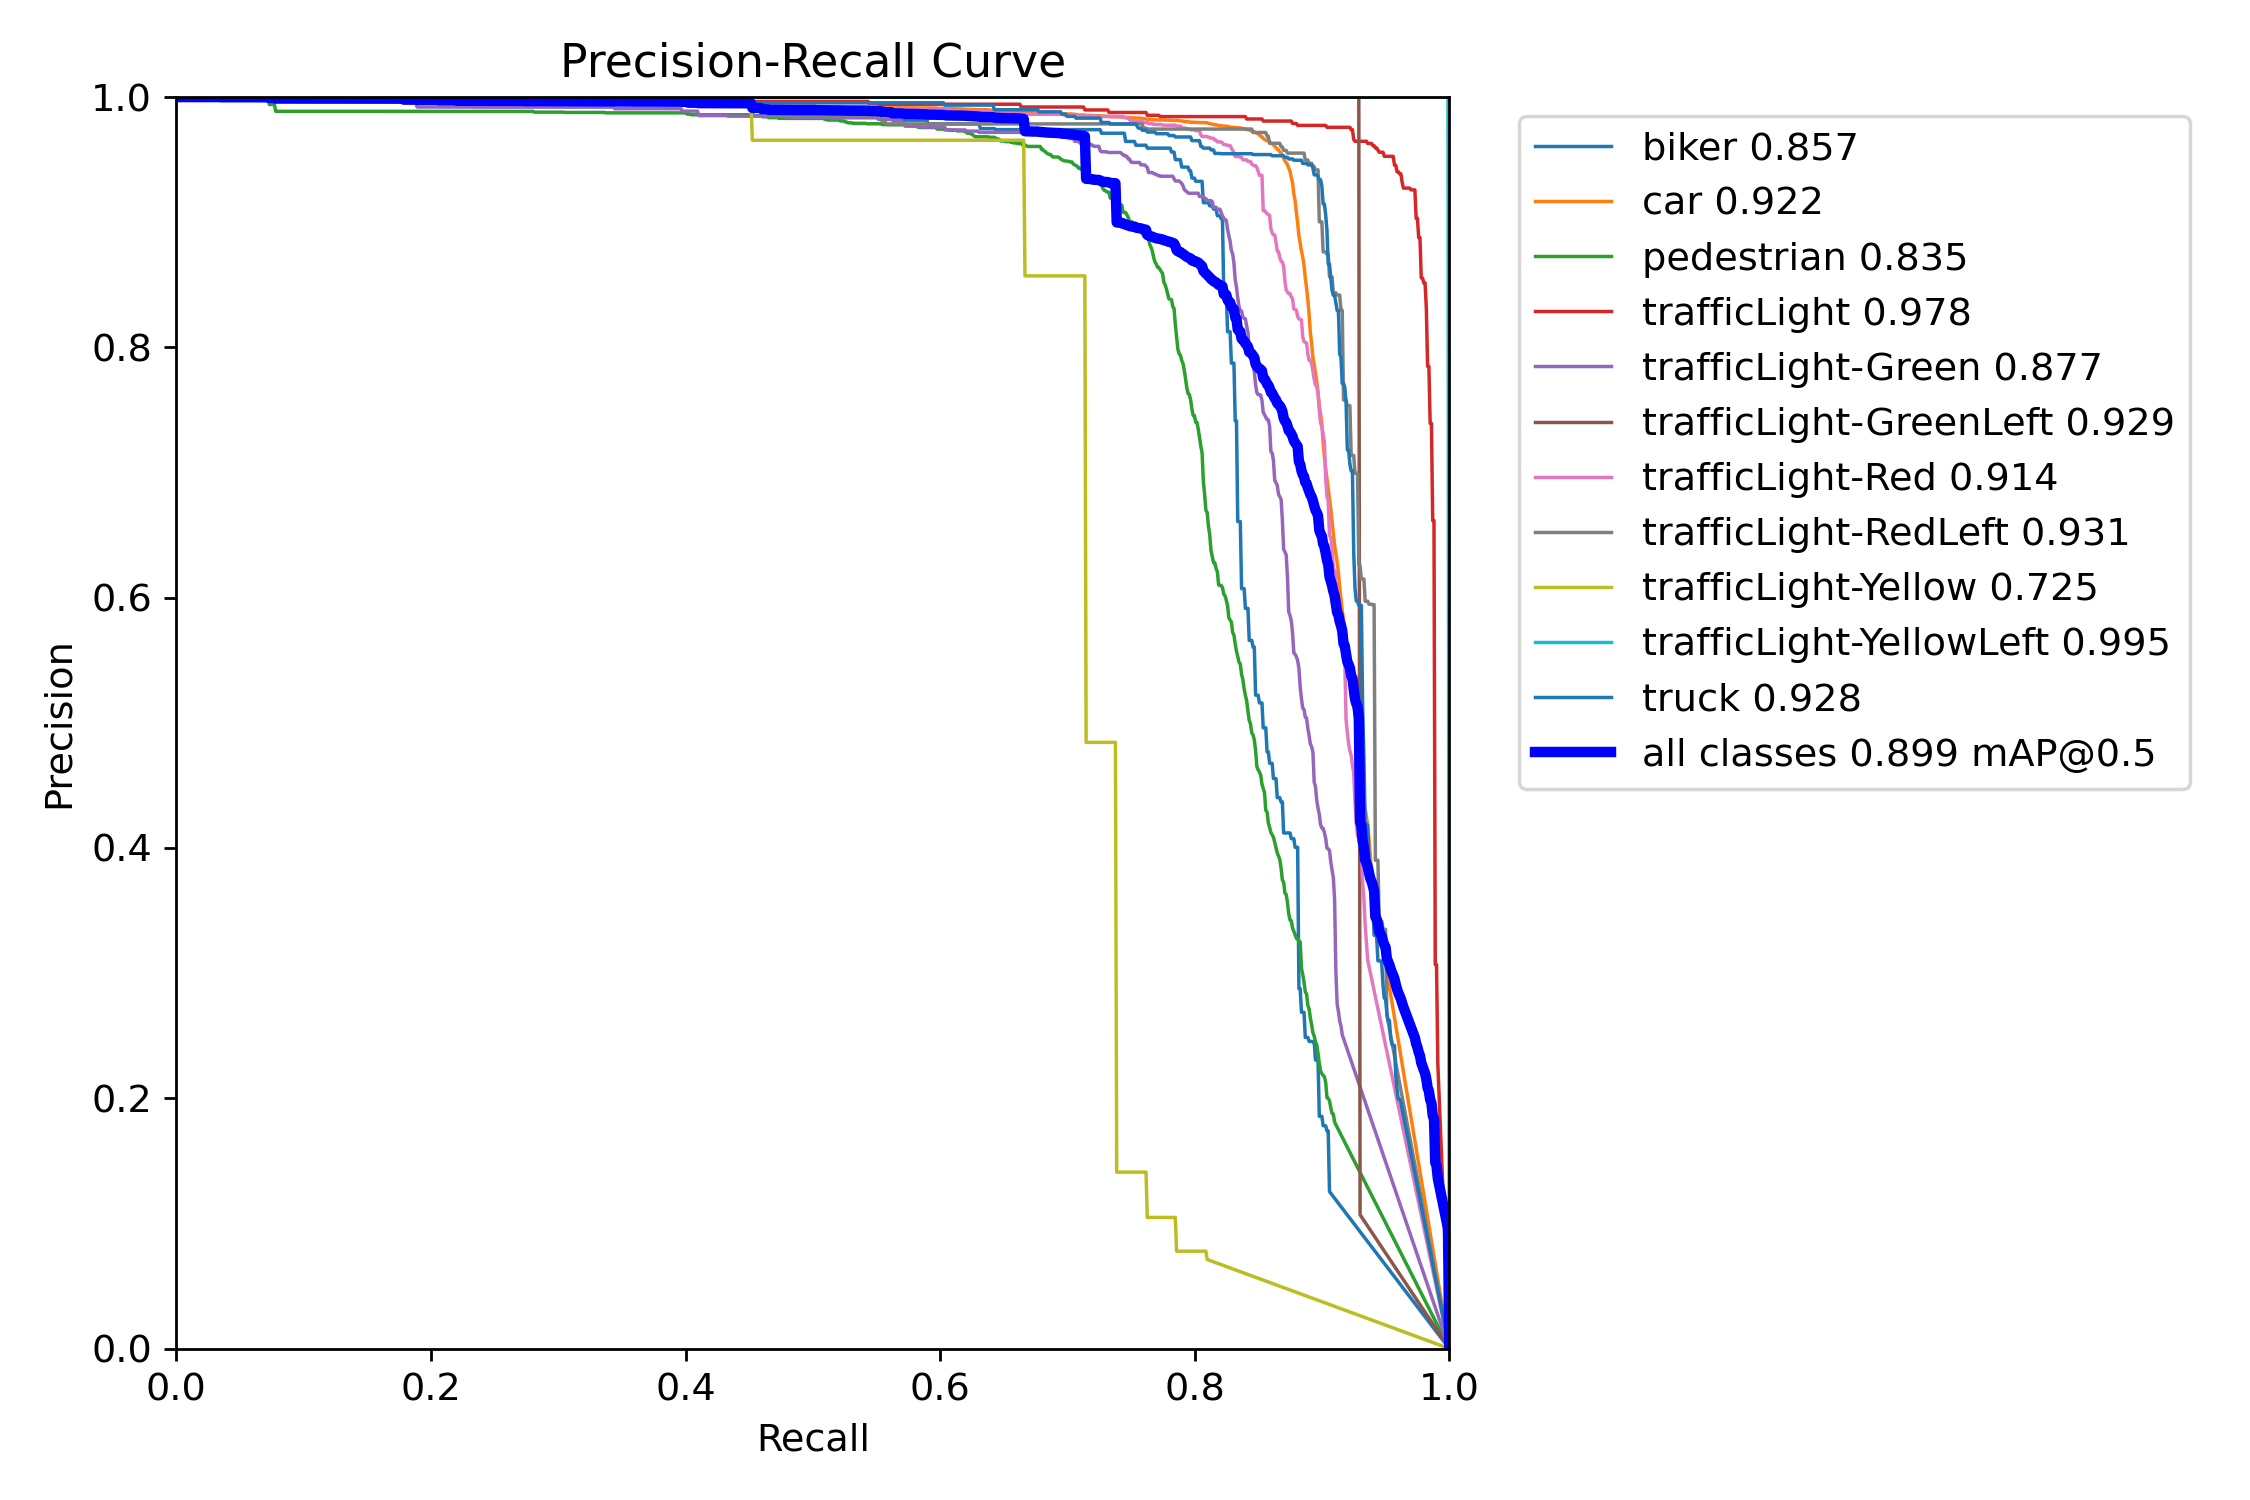 Precision-Recall Curve
1.0
0.8
0.6
0.4
0.2
0.0
Precision
0.0 0.2 0.4 0.6 0.8 1.0
Recall
biker 0.857
car 0.922
pedestrian 0.835
trafficLight 0.978
trafficLight-Green 0.877
trafficLight-GreenLeft 0.929
trafficLight-Red 0.914
trafficLight-RedLeft 0.931
trafficLight-Yellow 0.725
trafficLight-YellowLeft 0.995
truck 0.928
all classes 0.899 mAP@0.5